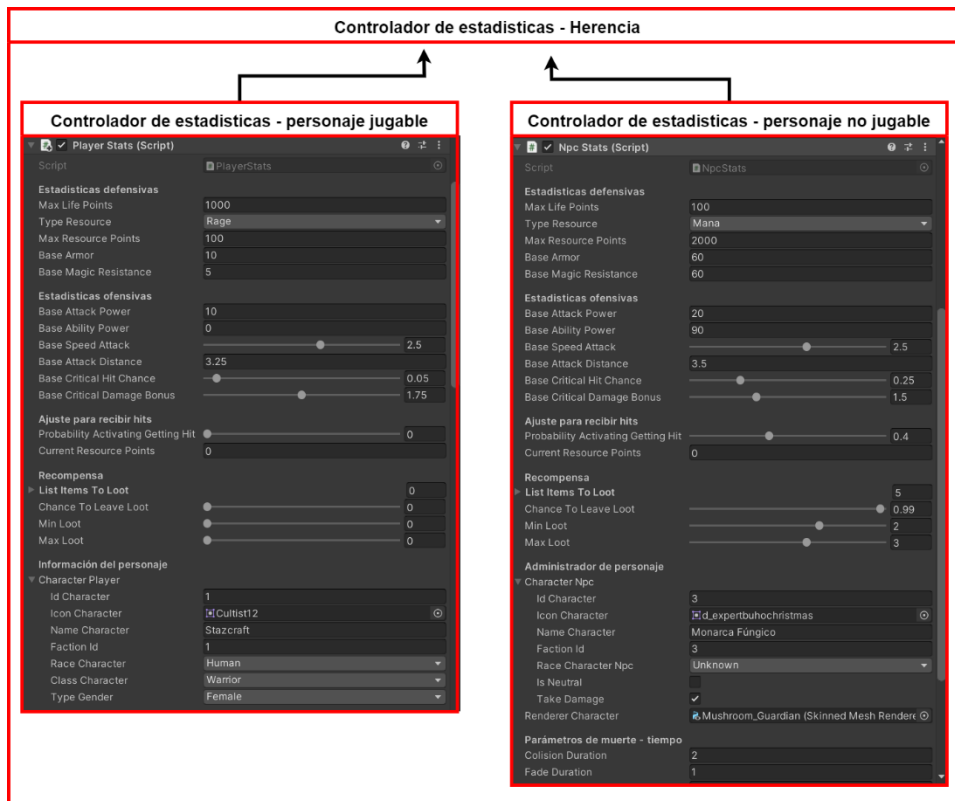 Controlador de estadisticas - Herencia
Controlador de estadisticas - personaje jugable
Player Stats (Script)
Script PlayerStats
Estadisticas defensivas
Max Life Points 1000
Type Resource Rage
Max Resource Points 100
Base Armor 10
Base Magic Resistance 5
Estadisticas ofensivas
Base Attack Power 10
Base Ability Power 0
Base Speed Attack 2.5
Base Attack Distance 3.25
Base Critical Hit Chance 0.05
Base Critical Damage Bonus 1.75
Ajuste para recibir hits
Probability Activating Getting Hit 0
Current Resource Points 0
Recompensa
List Items To Loot 0
Chance To Leave Loot 0
Min Loot 0
Max Loot 0
Información del personaje
Character Player
Id Character 1
Icon Character Cultist12
Name Character Stazcraft
Faction Id 1
Race Character Human
Class Character Warrior
Type Gender Female
Controlador de estadisticas - personaje no jugable
# Npc Stats (Script)
Script NpcStats
Estadisticas defensivas
Max Life Points 100
Type Resource Mana
Max Resource Points 2000
Base Armor 60
Base Magic Resistance 60
Estadisticas ofensivas
Base Attack Power 20
Base Ability Power 90
Base Speed Attack 2.5
Base Attack Distance 3.5
Base Critical Hit Chance 0.25
Base Critical Damage Bonus 1.5
Ajuste para recibir hits
Probability Activating Getting Hit 0.4
Current Resource Points 0
Recompensa
List Items To Loot 5
Chance To Leave Loot 0.99
Min Loot 2
Max Loot 3
Administrador de personaje
Character Npc
Id Character 3
Icon Character d_expertbuhochristmas
Name Character Monarca Fúngico
Faction Id 3
Race Character Npc Unknown
Is Neutral
Take Damage
Renderer Character Mushroom_Guardian (Skinned Mesh Rendere
Parámetros de muerte - tiempo
Colision Duration 2
Fade Duration 1